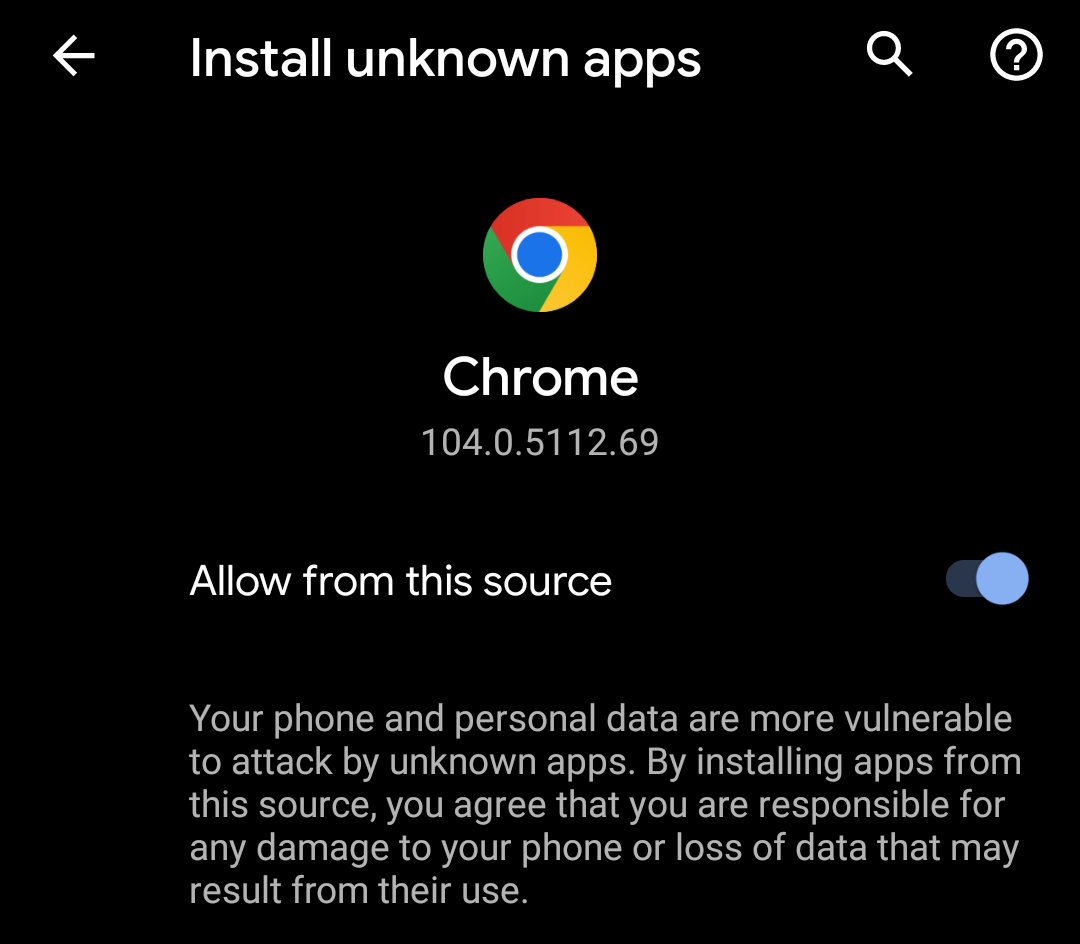 Install unknown apps
Chrome
104.0.5112.69
Allow from this source
Your phone and personal data are more vulnerable
to attack by unknown apps. By installing apps from
this source, you agree that you are responsible for
any damage to your phone or loss of data that may
result from their use.